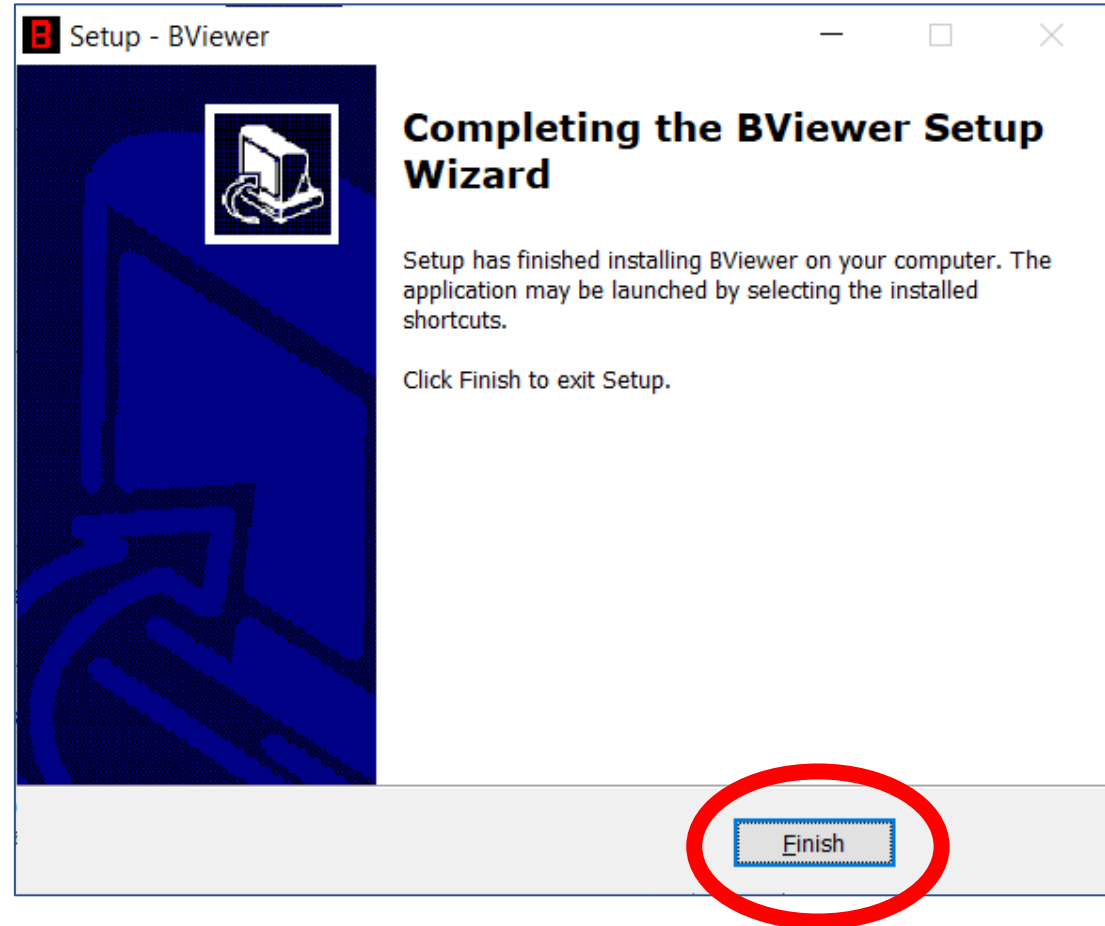 B Setup - BViewer
Completing the BViewer Setup
Wizard
Setup has finished installing BViewer on your computer. The
application may be launched by selecting the installed
shortcuts.
Click Finish to exit Setup.
Finish